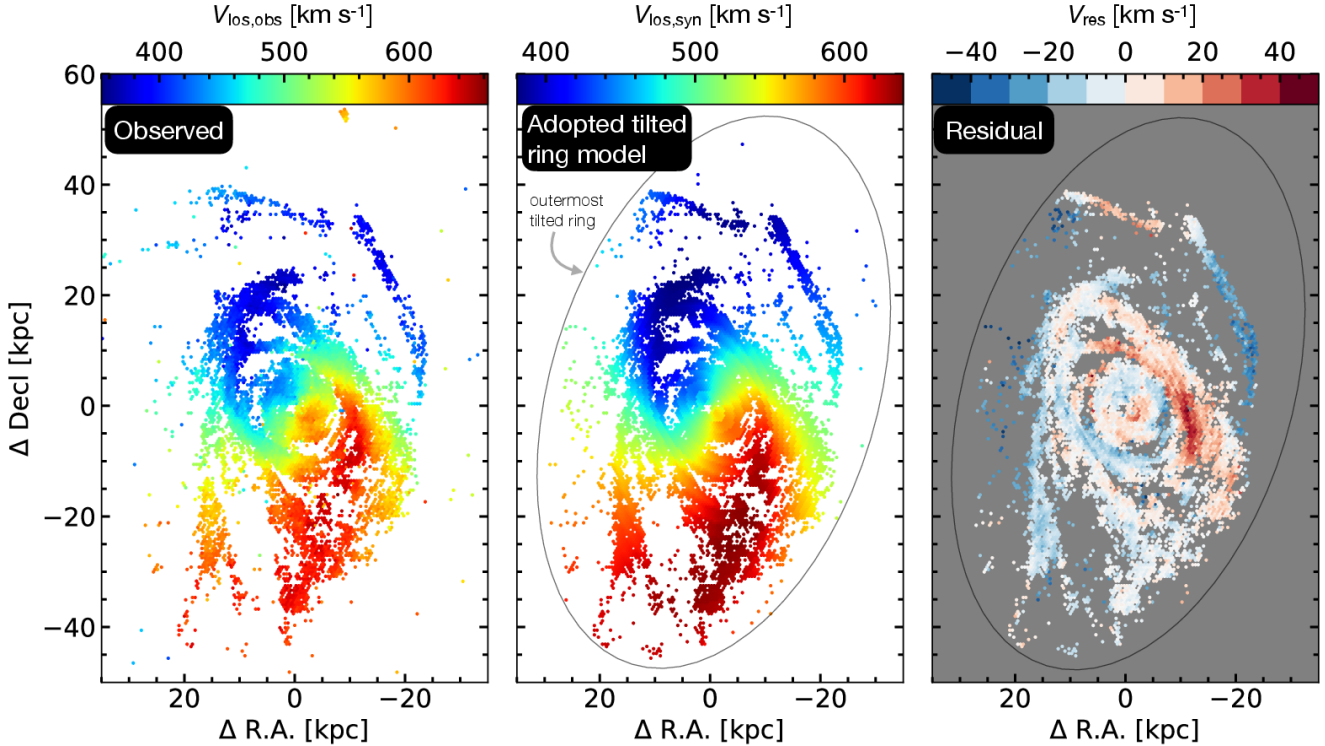 V_los,obs [km s⁻¹]
V_los,syn [km s⁻¹]
V_res [km s⁻¹]
400 500 600
400 500 600
−40 −20 0 20 40
Observed
Adopted tilted
ring model
Residual
outermost
tilted ring
60
40
20
0
−20
−40
Δ Decl [kpc]
20 0 −20
20 0 −20
20 0 −20
Δ R.A. [kpc]
Δ R.A. [kpc]
Δ R.A. [kpc]